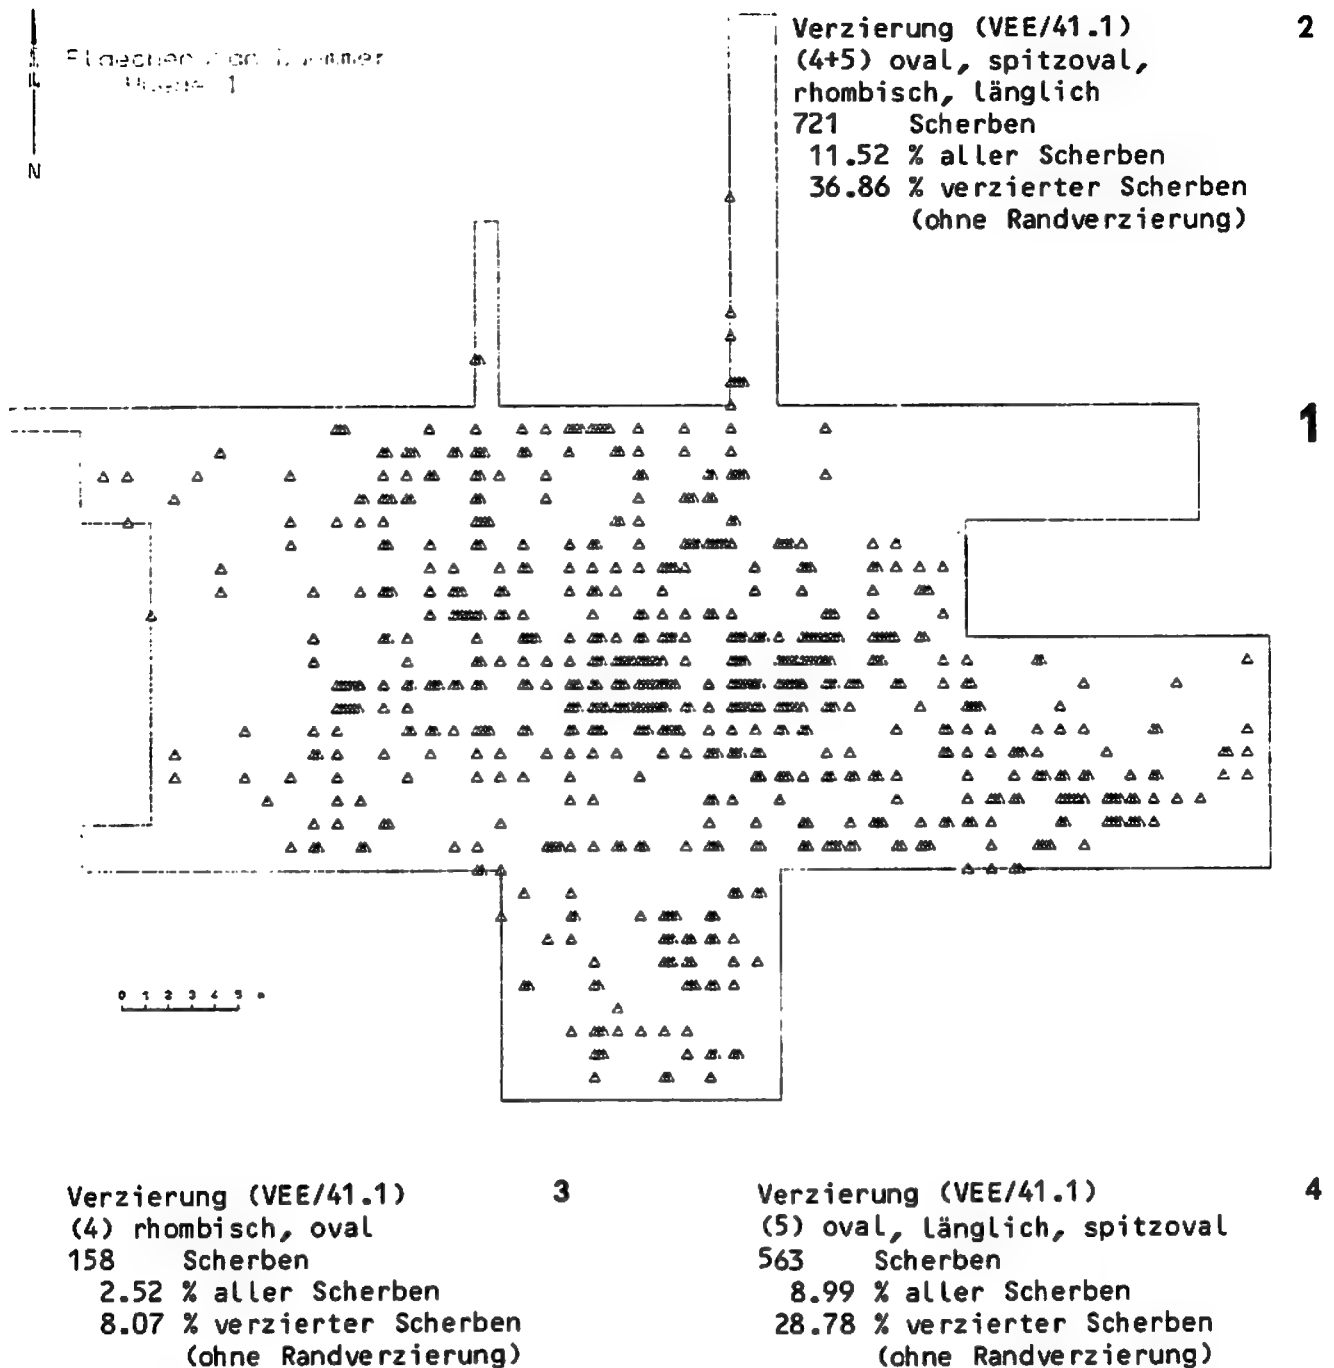 Verzierung (VEE/41.1)
(4+5) oval, spitzoval,
rhombisch, länglich
721 Scherben
11.52 % aller Scherben
36.86 % verzierter Scherben
(ohne Randverzierung)
2
N
1
0 1 2 3 4 5
Verzierung (VEE/41.1)
(4) rhombisch, oval
158 Scherben
2.52 % aller Scherben
8.07 % verzierter Scherben
(ohne Randverzierung)
3
Verzierung (VEE/41.1)
(5) oval, länglich, spitzoval
563 Scherben
8.99 % aller Scherben
28.78 % verzierter Scherben
(ohne Randverzierung)
4